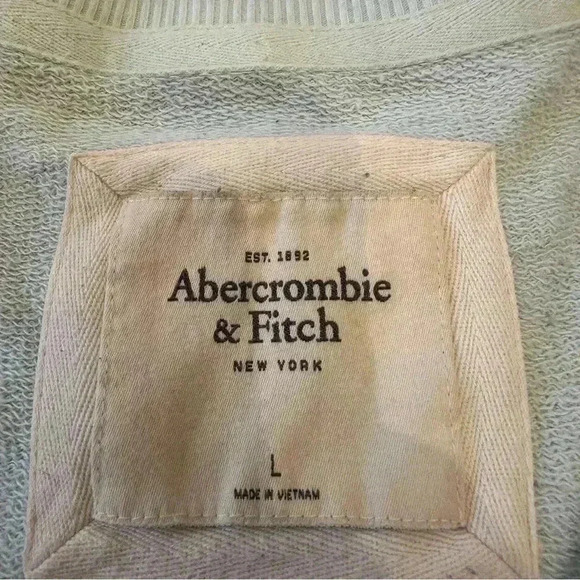 EST. 1892
Abercrombie
& Fitch
NEW YORK
L
MADE IN VIETNAM